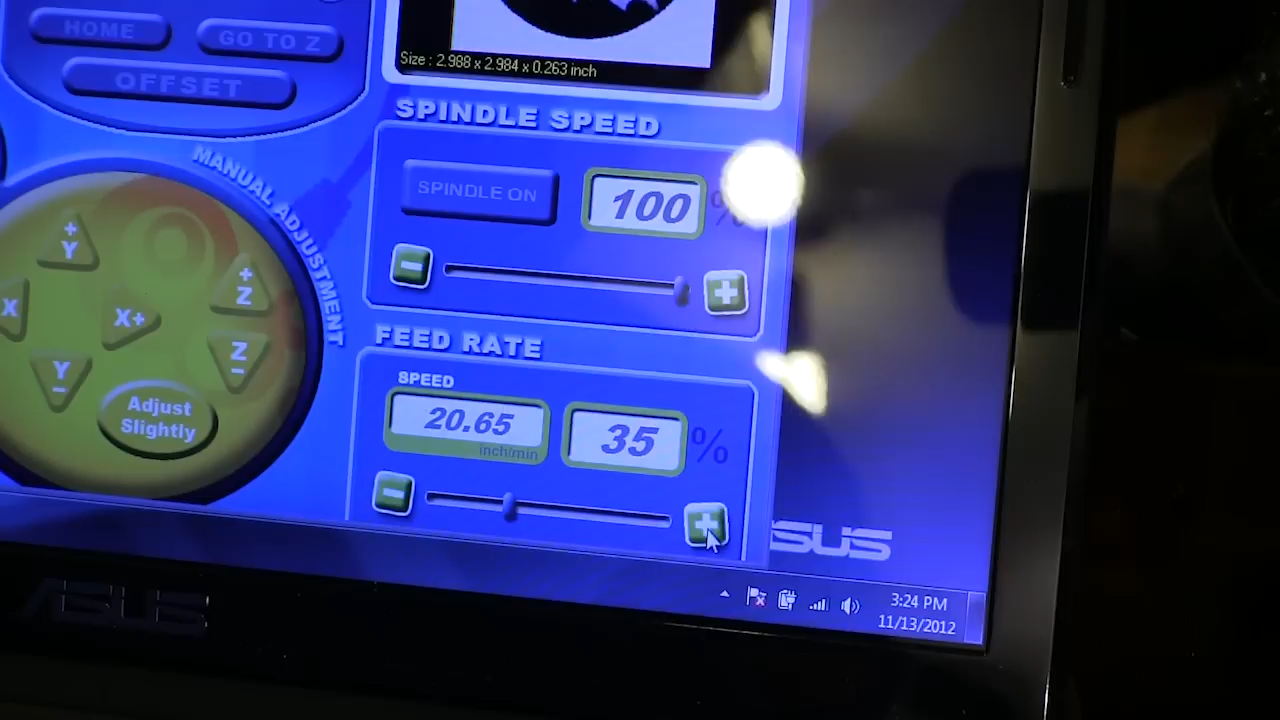 HOME
GO TO Z
OFFSET
Size : 2.988 x 2.984 x 0.263 inch
SPINDLE SPEED
SPINDLE ON
100 %
MANUAL ADJUSTMENT
+
Y
+
Z
X
X+
Z
-
Y
-
Adjust
Slightly
FEED RATE
SPEED
20.65
inch/min
35 %
ASUS
ASUS
3:24 PM
11/13/2012